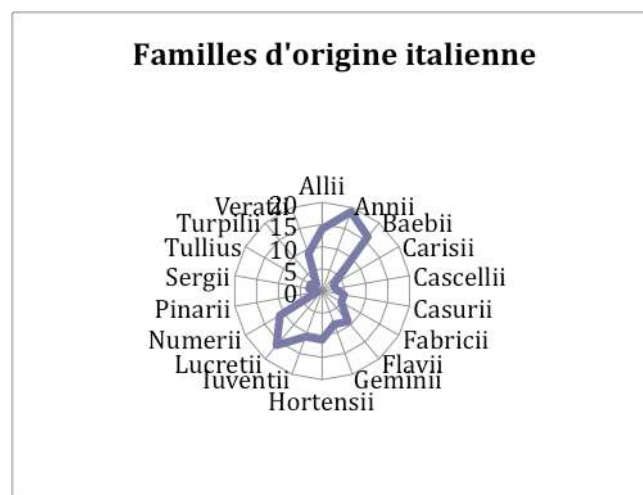 Familles d'origine italienne
Allii
Annii
Baebii
Carisii
Cascellii
Casurii
Fabricii
Flavii
Geminii
Hortensii
Iuventii
Lucretii
Numerii
Pinarii
Sergii
Tullius
Turpilii
Veratii
20
15
10
5
0